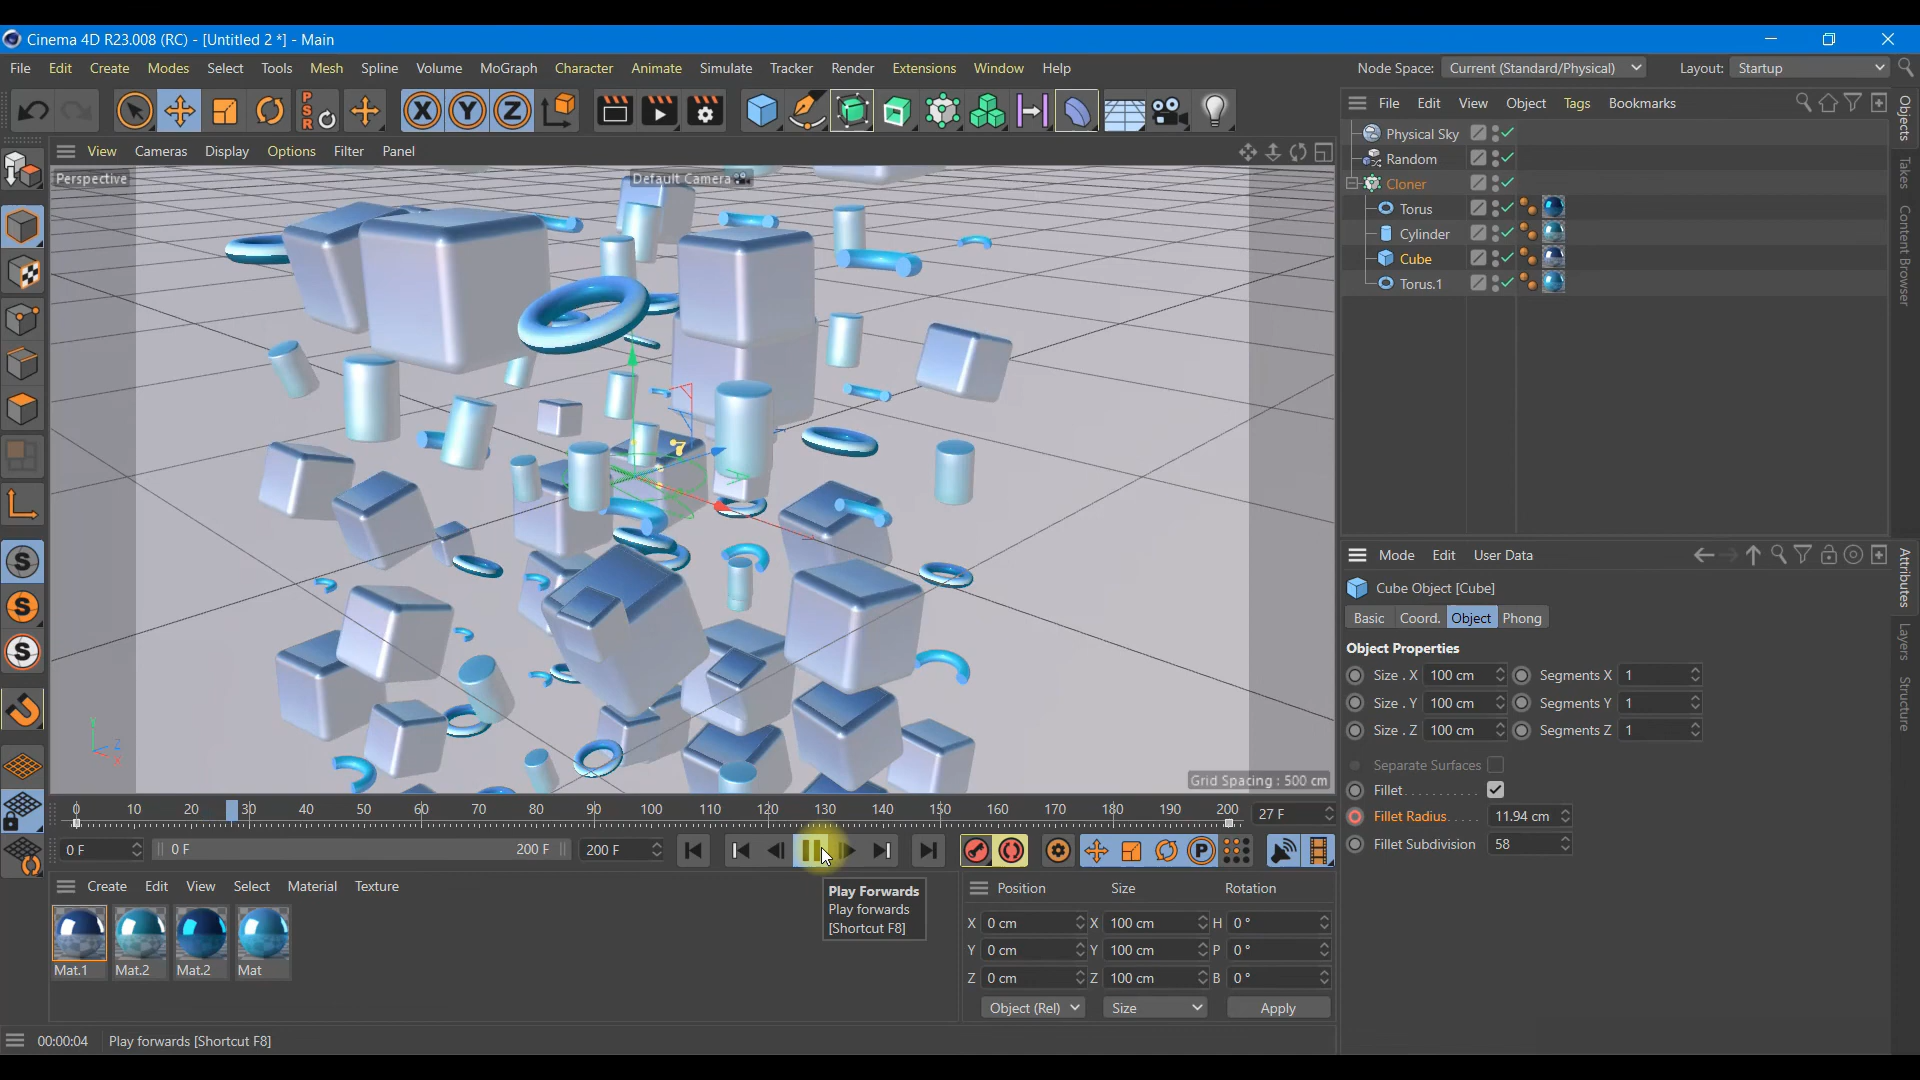 Cinema 4D R23.008 (RC) - [Untitled 2 *] - Main
File Edit Create Modes Select Tools Mesh Spline Volume MoGraph Character Animate Simulate Tracker Render Extensions Window Help
Node Space: Current (Standard/Physical) Layout: Startup
P S R X Y Z
File Edit View Object Tags Bookmarks
View Cameras Display Options Filter Panel
Perspective
Default Camera
Physical Sky
Random
Cloner
Torus
Cylinder
Cube
Torus.1
Objects
Takes
Content Browser
Mode Edit User Data
Cube Object [Cube]
Basic Coord. Object Phong
Object Properties
Size . X 100 cm Segments X 1
Size . Y 100 cm Segments Y 1
Size . Z 100 cm Segments Z 1
Separate Surfaces
Fillet
Fillet Radius. 11.94 cm
Fillet Subdivision 58
Attributes
Layers
Structure
S
S
S
Y
Z
X
Grid Spacing : 500 cm
0 10 20 30 40 50 60 70 80 90 100 110 120 130 140 150 160 170 180 190 200 27 F
0 F 0 F 200 F 200 F P
Play Forwards
Play forwards
[Shortcut F8]
Create Edit View Select Material Texture
Mat.1 Mat.2 Mat.2 Mat
Position Size Rotation
X 0 cm X 100 cm H 0 °
Y 0 cm Y 100 cm P 0 °
Z 0 cm Z 100 cm B 0 °
Object (Rel) Size Apply
00:00:04 Play forwards [Shortcut F8]